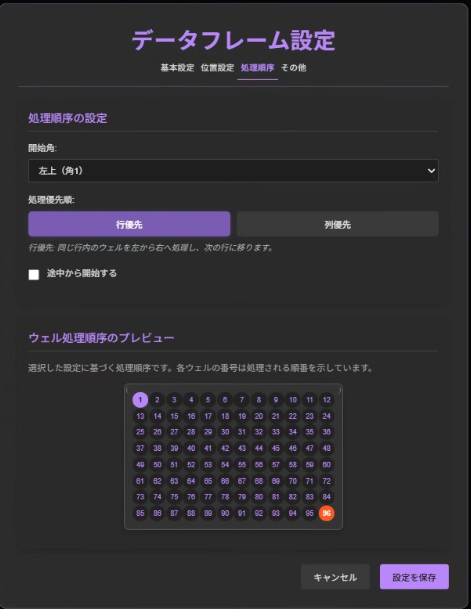 データフレーム設定
基本設定 位置設定 処理順序 その他
処理順序の設定
開始角:
左上（角1）
処理優先順:
行優先 列優先
行優先: 同じ行内のウェルを左から右へ処理し、次の行に移ります。
途中から開始する
ウェル処理順序のプレビュー
選択した設定に基づく処理順序です。各ウェルの番号は処理される順番を示しています。
1 2 3 4 5 6 7 8 9 10 11 12
13 14 15 16 17 18 19 20 21 22 23 24
25 26 27 28 29 30 31 32 33 34 35 36
37 38 39 40 41 42 43 44 45 46 47 48
49 50 51 52 53 54 55 56 57 58 59 60
61 62 63 64 65 66 67 68 69 70 71 72
73 74 75 76 77 78 79 80 81 82 83 84
85 86 87 88 89 90 91 92 93 94 95 96
キャンセル 設定を保存